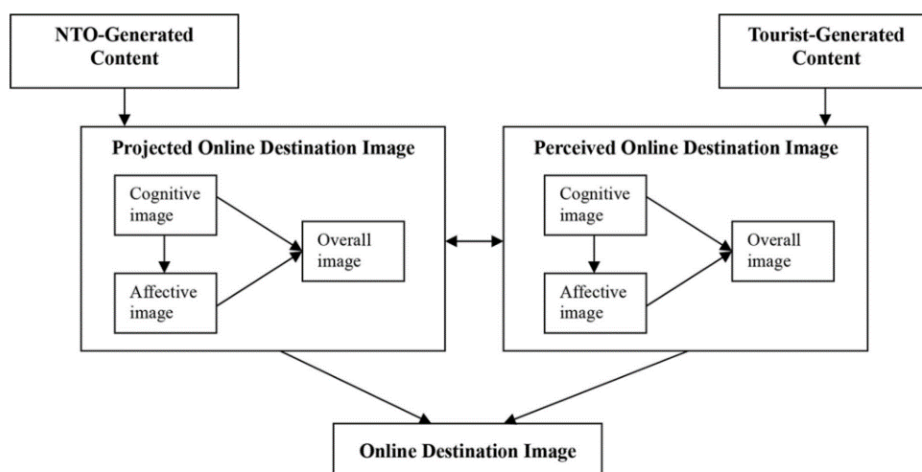 NTO-Generated
Content
Tourist-Generated
Content
Projected Online Destination Image
Cognitive
image
Overall
image
Affective
image
Perceived Online Destination Image
Cognitive
image
Overall
image
Affective
image
Online Destination Image